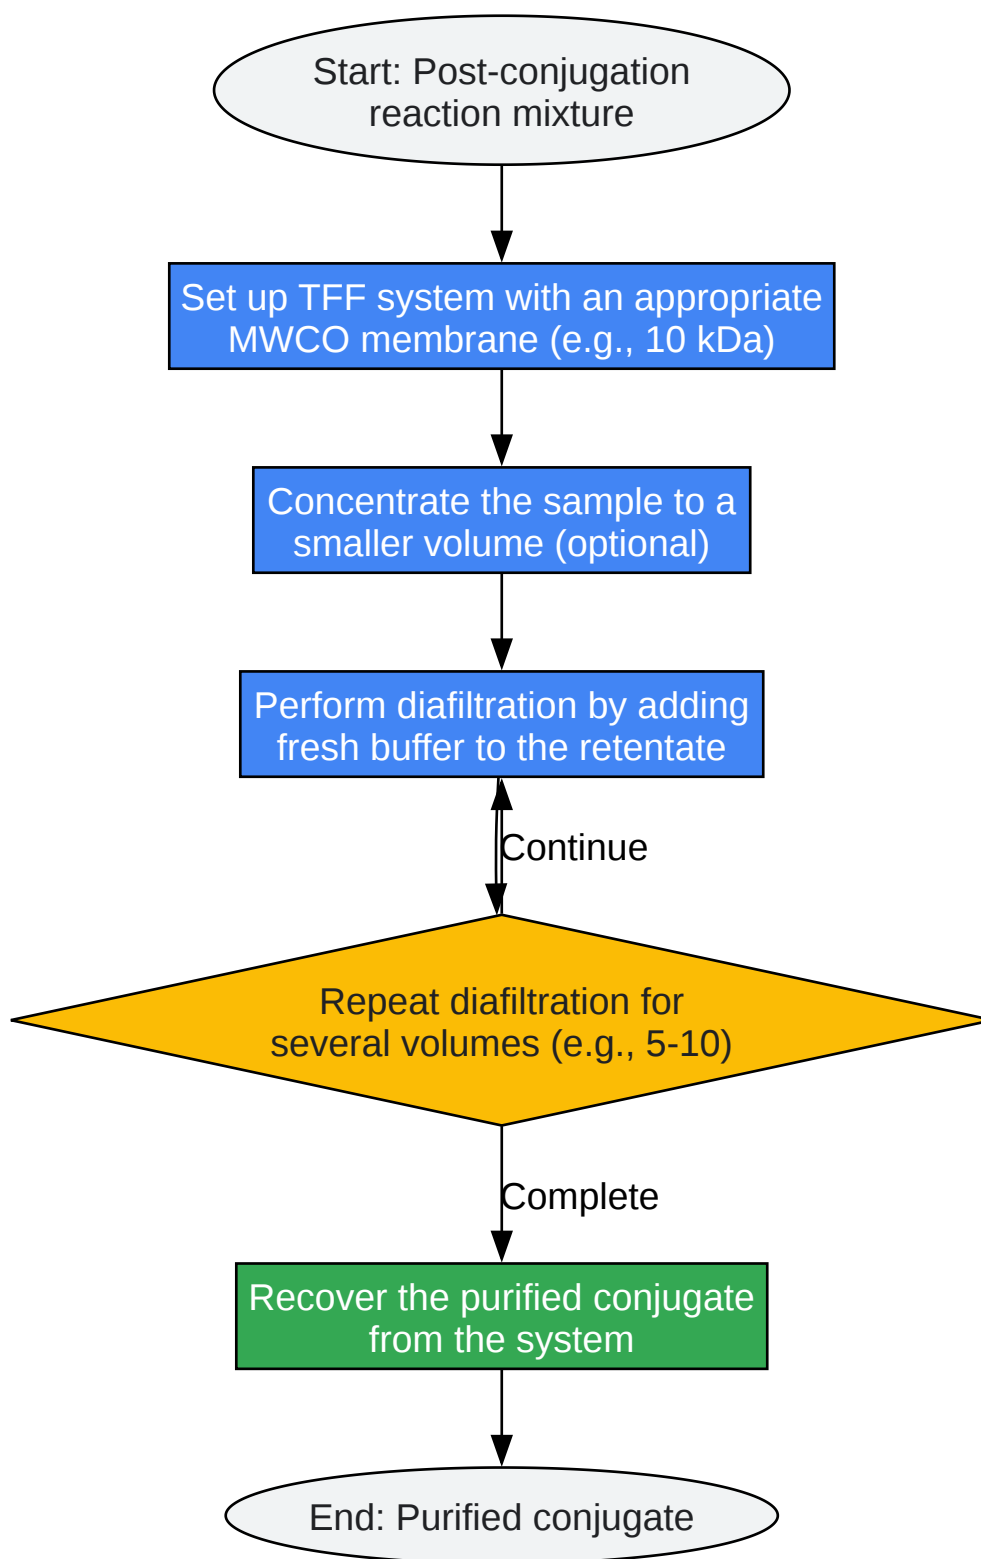 Start: Post-conjugation
reaction mixture
Set up TFF system with an appropriate
MWCO membrane (e.g., 10 kDa)
Concentrate the sample to a
smaller volume (optional)
Perform diafiltration by adding
fresh buffer to the retentate
Continue
Repeat diafiltration for
several volumes (e.g., 5-10)
Complete
Recover the purified conjugate
from the system
End: Purified conjugate